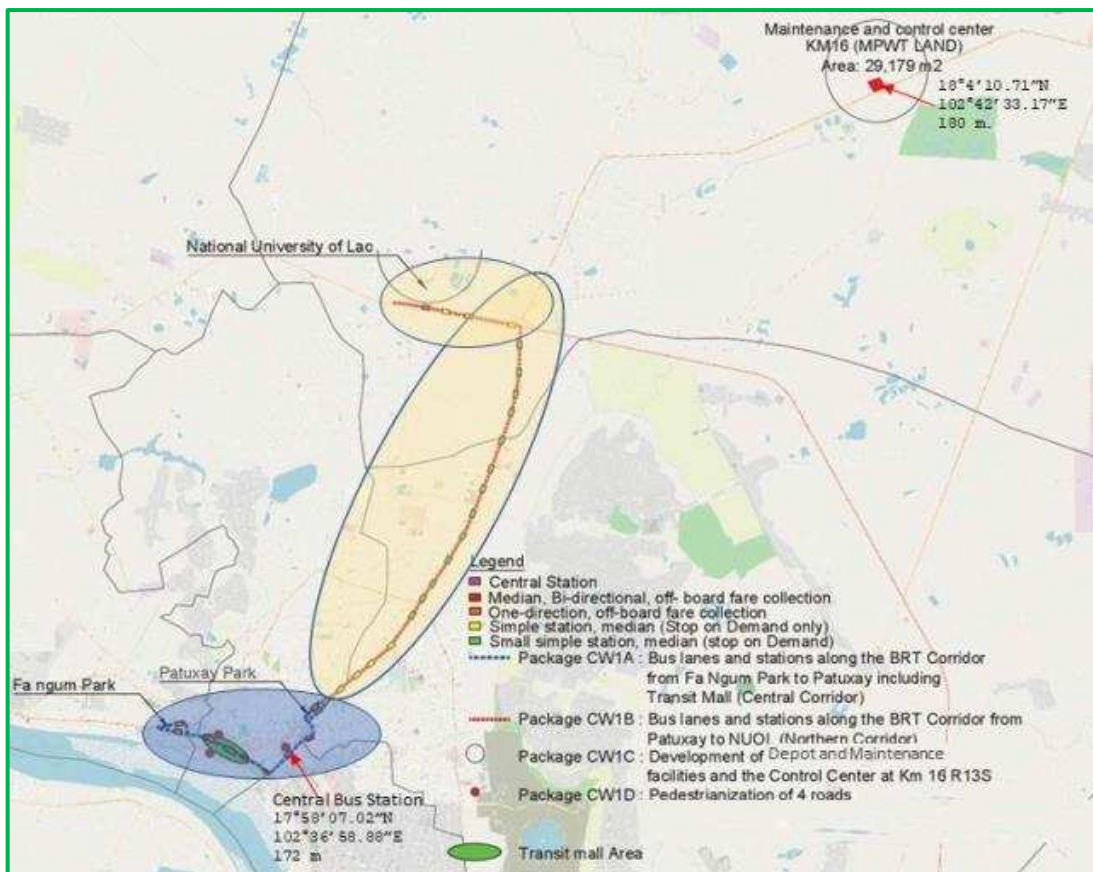 Maintenance and control center
KM16 (MPWT LAND)
Area: 29,179 m2
18°4'10.71"N
102°42'33.17"E
180 m.
National University of Lao
Legend
Central Station
Median, Bi-directional, off- board fare collection
One-direction, off-board fare collection
Simple station, median (Stop on Demand only)
Small simple station, median (stop on Demand)
Package CW1A : Bus lanes and stations along the BRT Corridor
from Fa Ngum Park to Patuxay including
Transit Mall (Central Corridor)
Package CW1B : Bus lanes and stations along the BRT Corridor from
Patuxay to NUOL (Northern Corridor)
Package CW1C : Development of Depot and Maintenance
facilities and the Control Center at Km 16 R13S
Package CW1D : Pedestrianization of 4 roads
Transit mall Area
Patuxay Park
Fa ngum Park
Central Bus Station
17°58'07.02"N
102°36'58.88"E
172 m